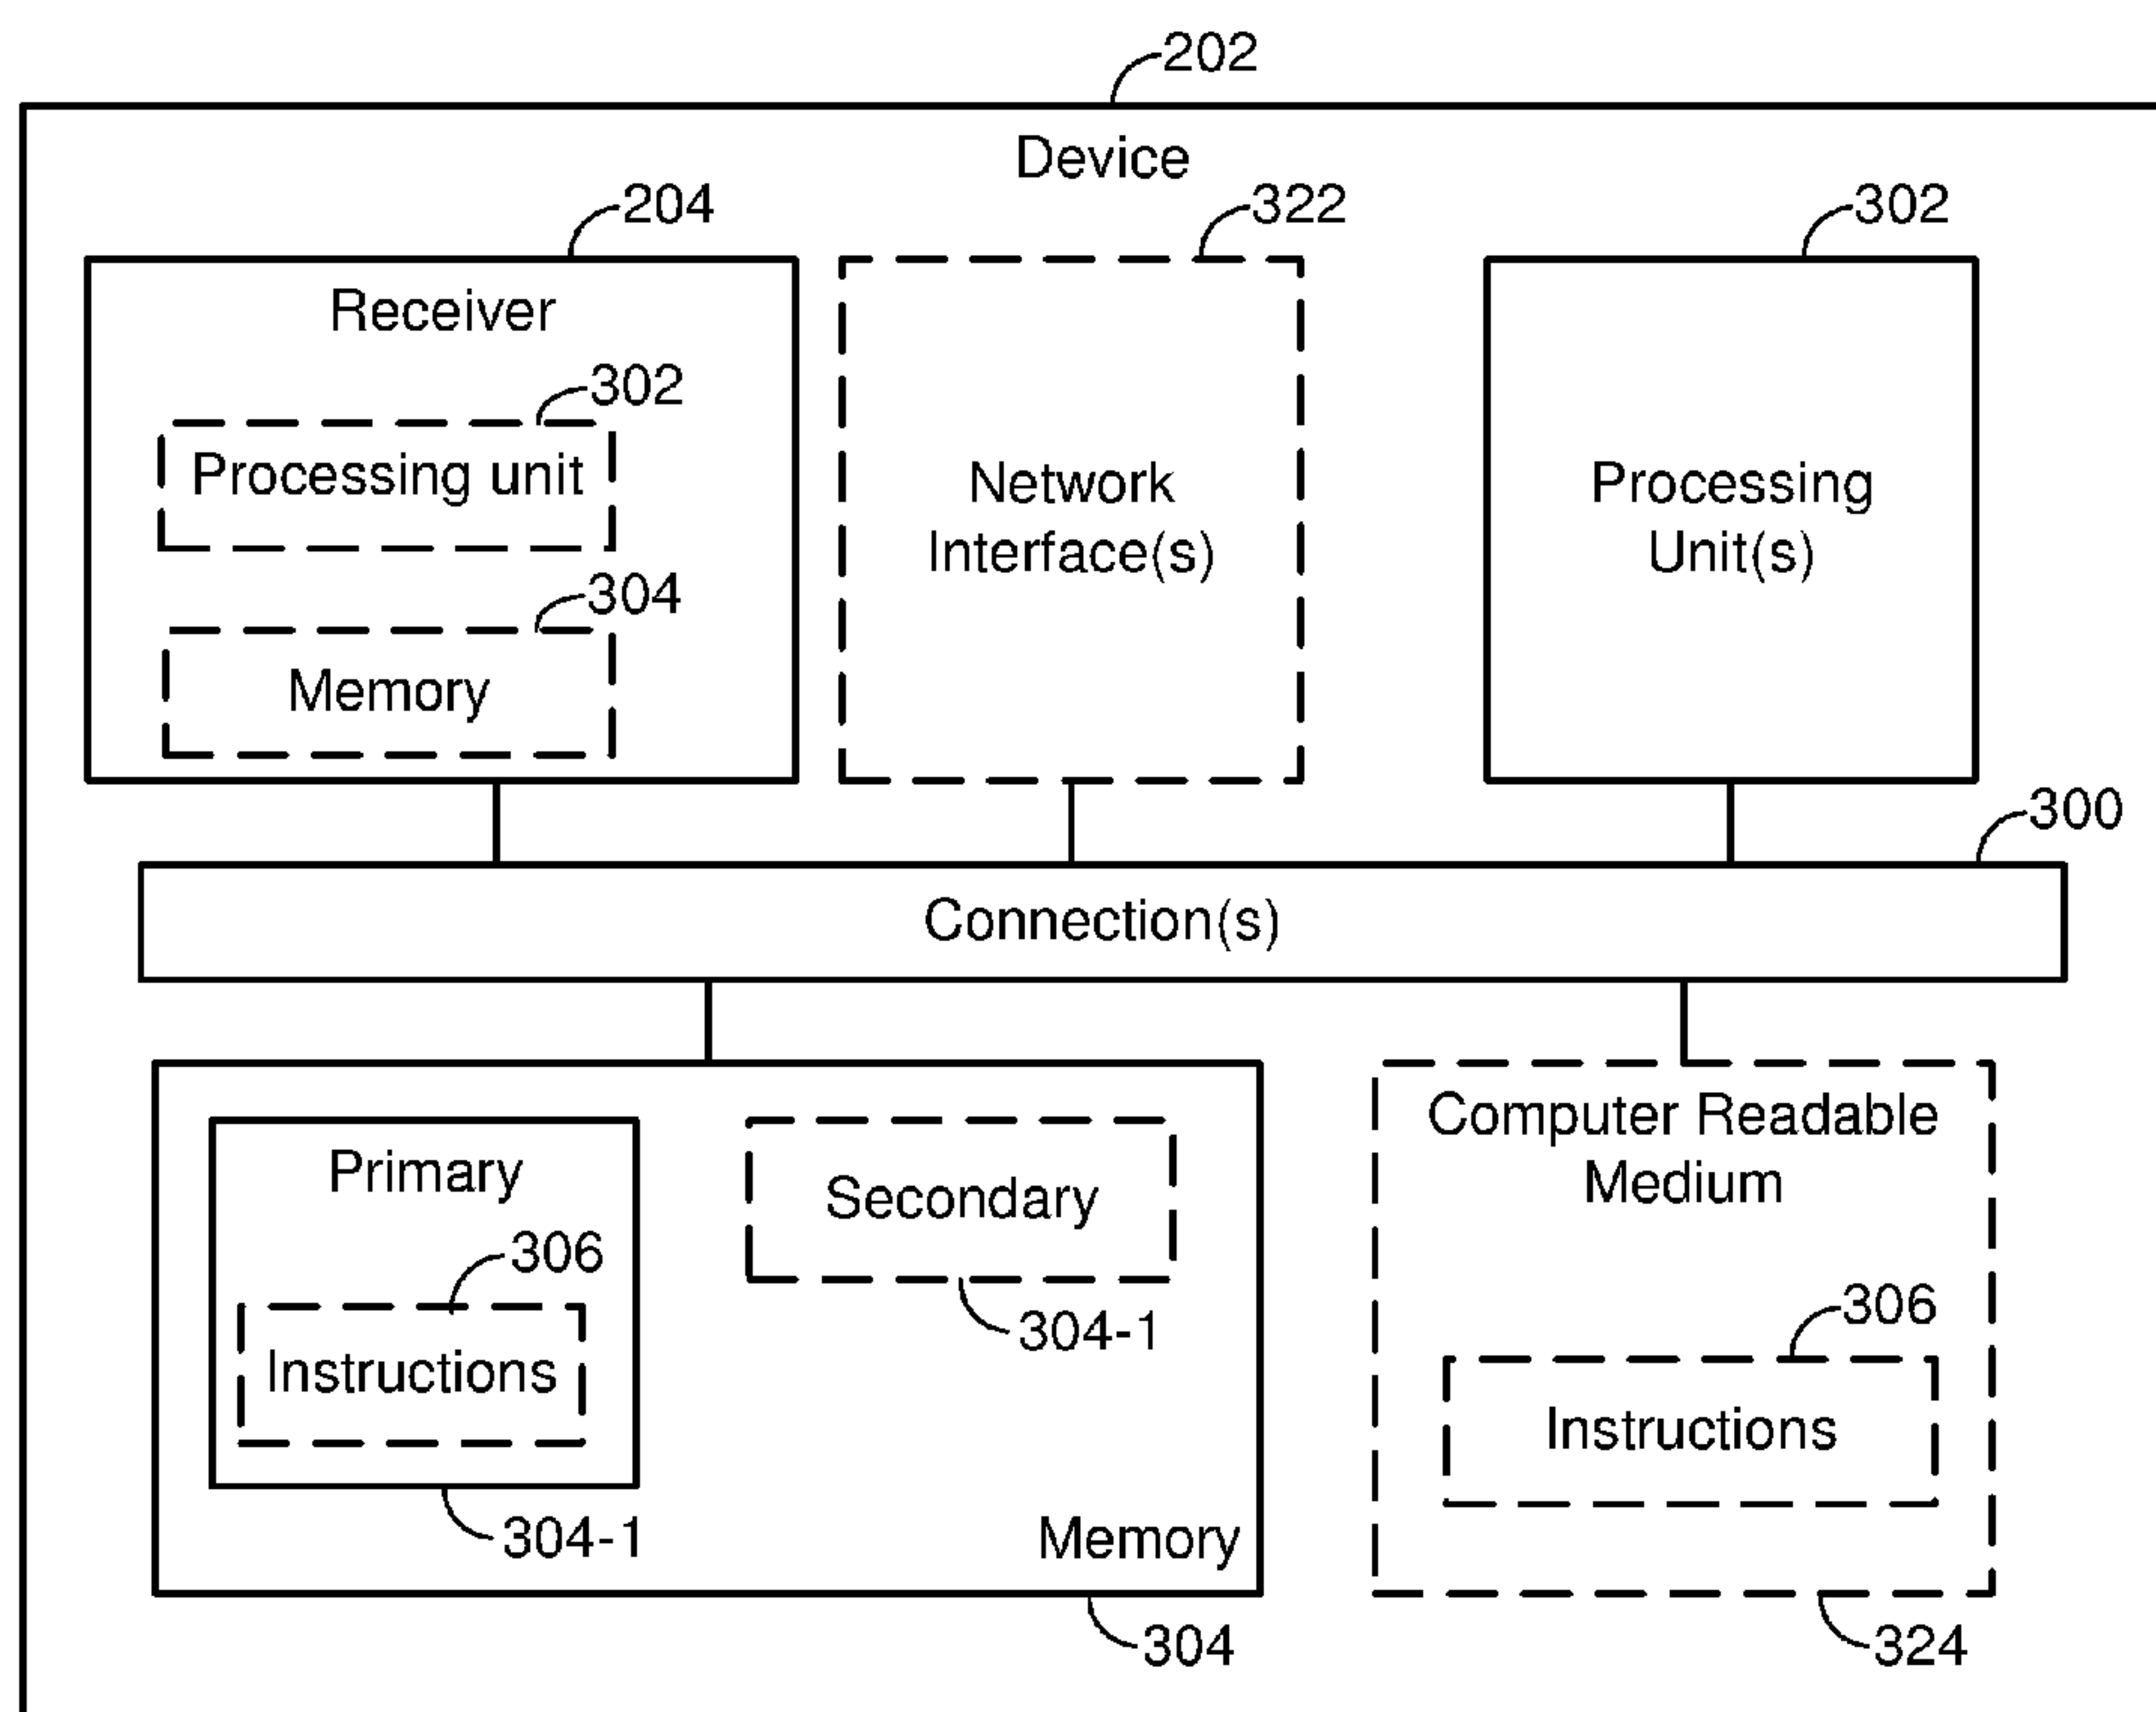 202
Device
204
322
302
Receiver
302
Processing unit
304
Memory
Network
Interface(s)
Processing
Unit(s)
300
Connection(s)
Primary
306
Instructions
304-1
Secondary
304-1
Memory
304
Computer Readable
Medium
306
Instructions
324